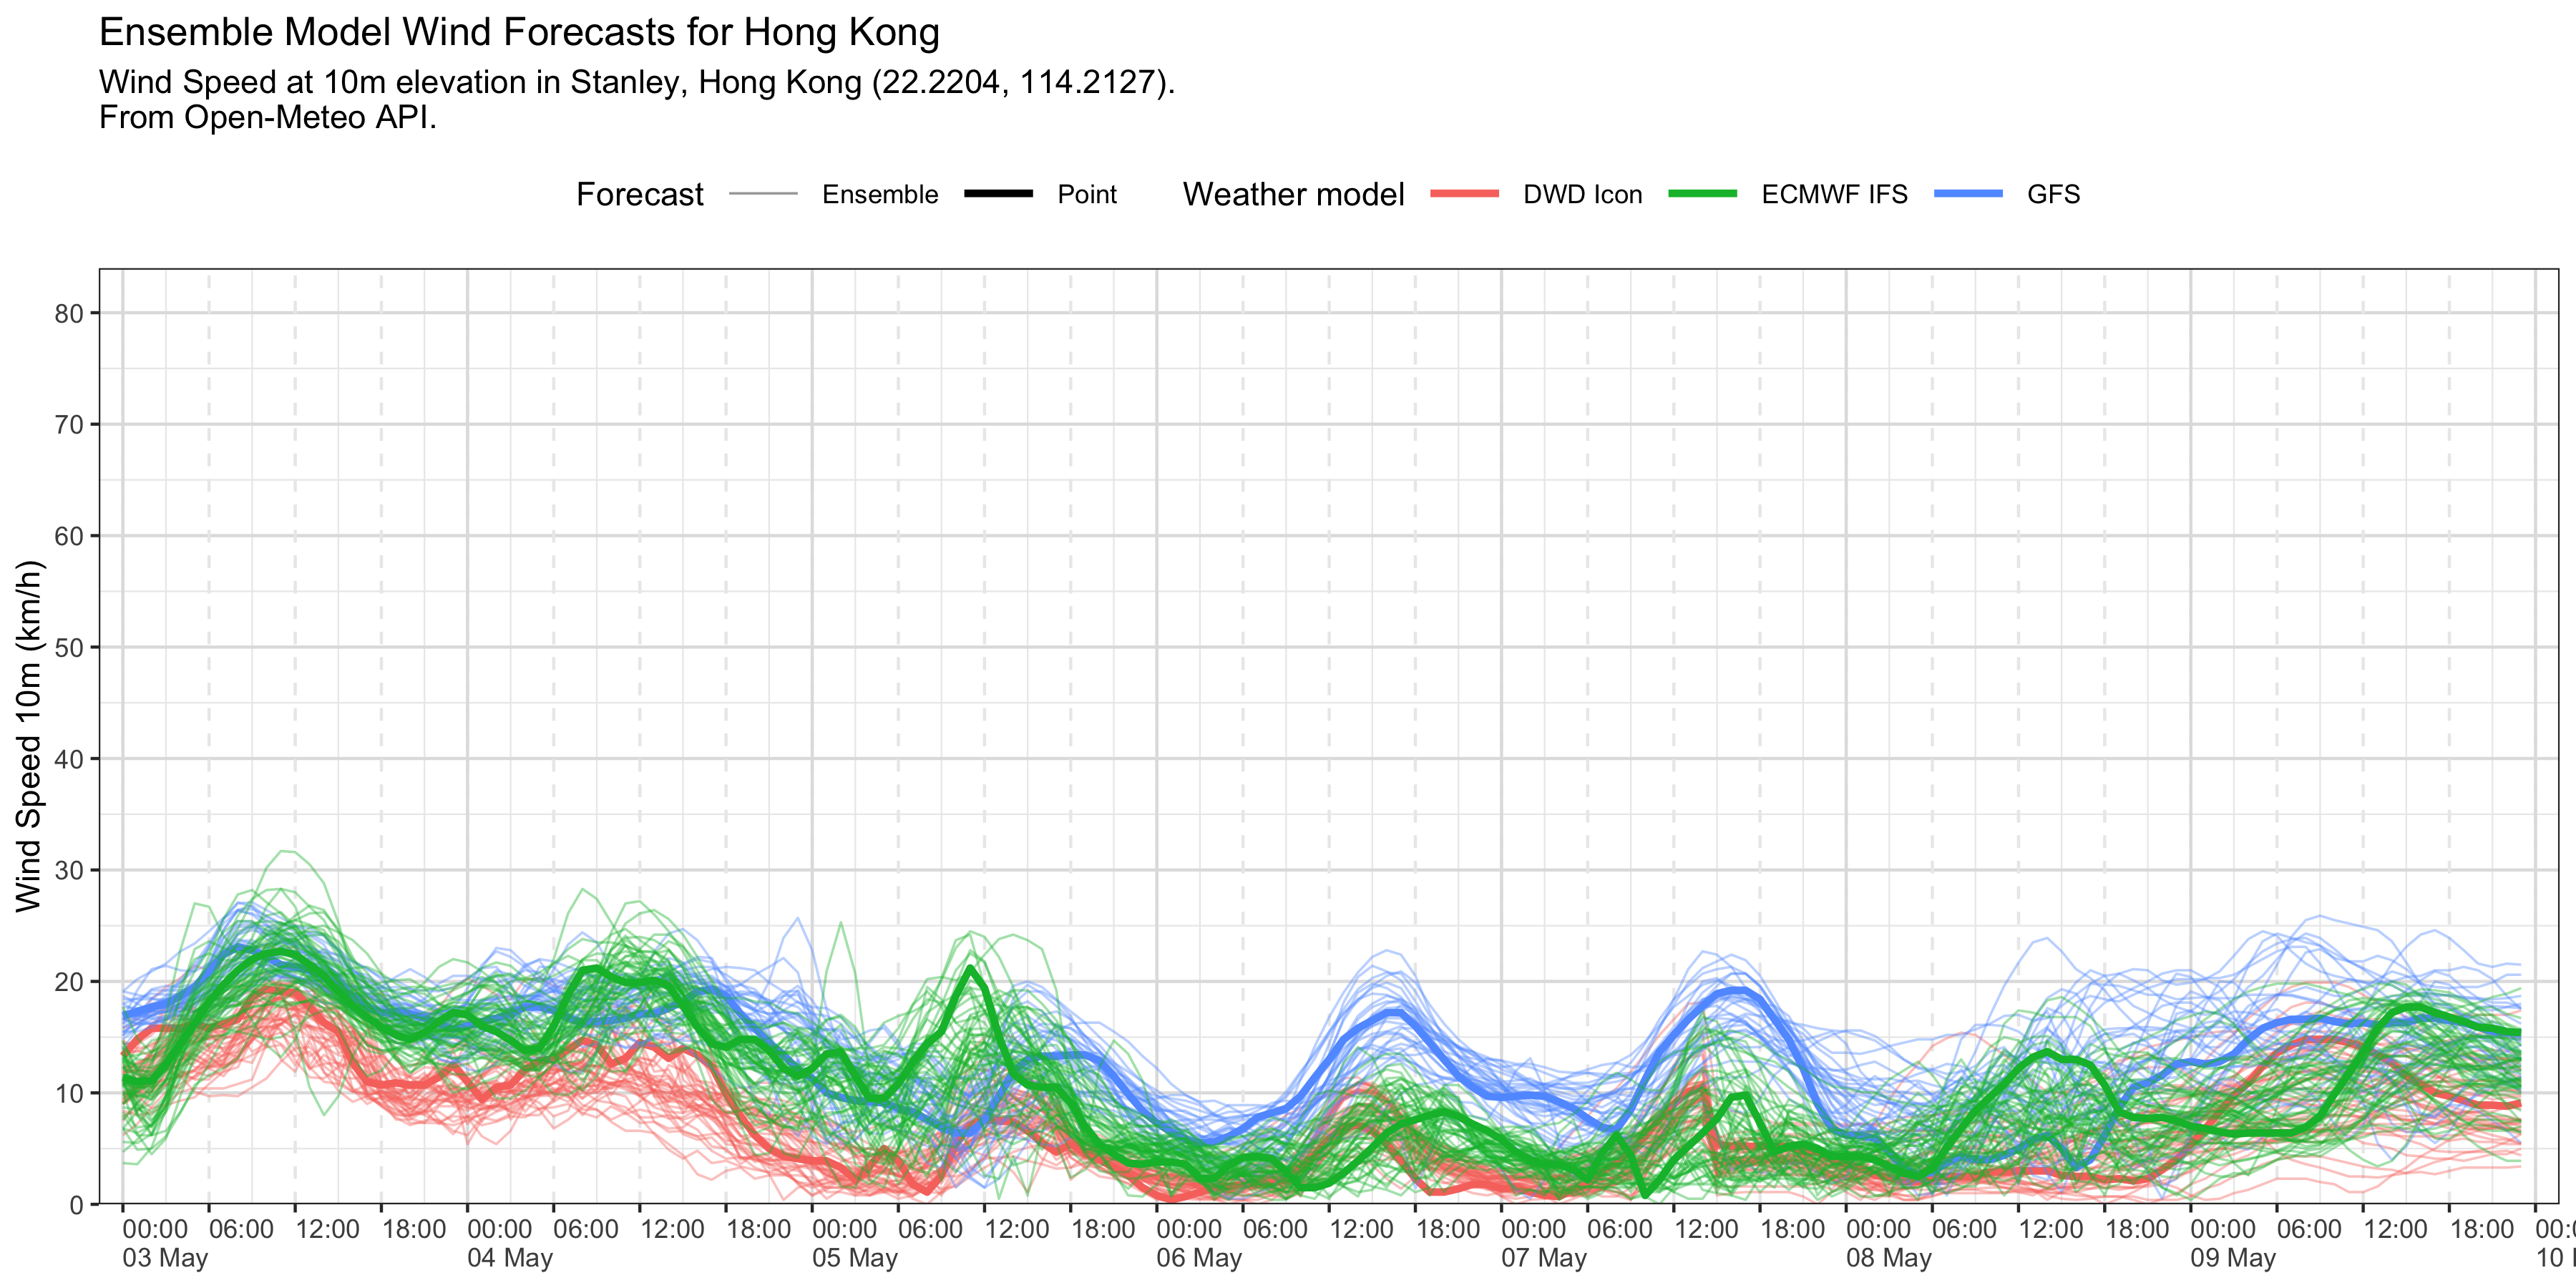 Ensemble Model Wind Forecasts for Hong Kong
Wind Speed at 10m elevation in Stanley, Hong Kong (22.2204, 114.2127).
From Open-Meteo API.
Forecast Ensemble Point Weather model DWD Icon ECMWF IFS GFS
Wind Speed 10m (km/h)
80
70
60
50
40
30
20
10
0
00:00 06:00 12:00 18:00 00:00 06:00 12:00 18:00 00:00 06:00 12:00 18:00 00:00 06:00 12:00 18:00 00:00 06:00 12:00 18:00 00:00 06:00 12:00 18:00 00:00 06:00 12:00 18:00
03 May 04 May 05 May 06 May 07 May 08 May 09 May 10